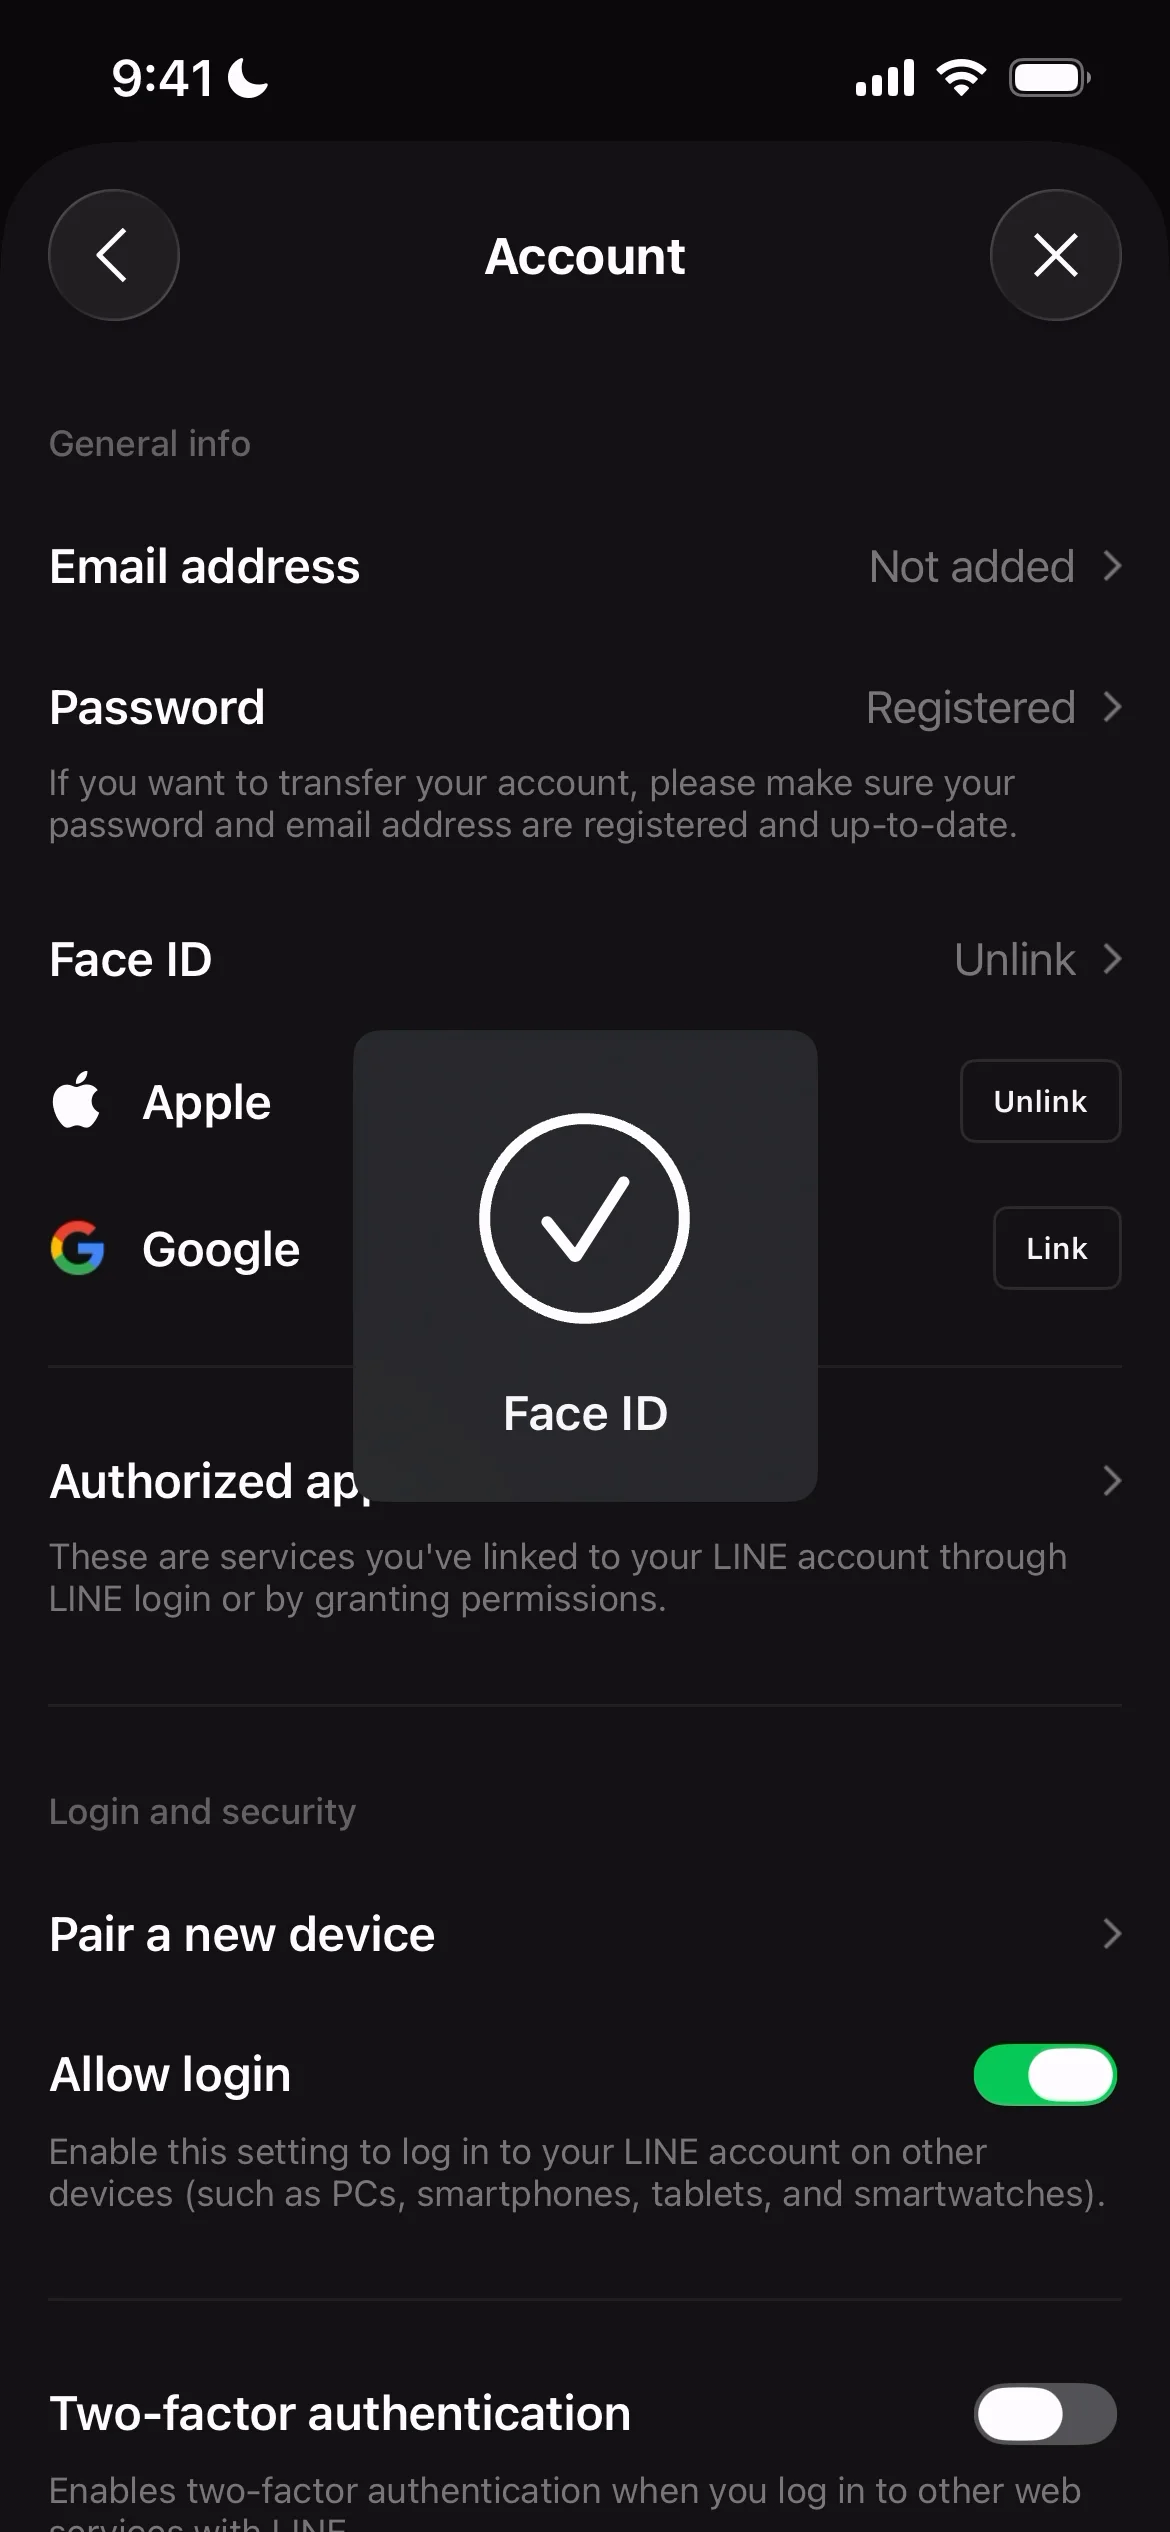 9:41
Account
General info
Email address Not added
Password Registered
If you want to transfer your account, please make sure your
password and email address are registered and up-to-date.
Face ID Unlink
Apple Unlink
Google Link
Face ID
Authorized
These are services you've linked to your LINE account through
LINE login or by granting permissions.
Login and security
Pair a new device
Allow login
Enable this setting to log in to your LINE account on other
devices (such as PCs, smartphones, tablets, and smartwatches).
Two-factor authentication
Enables two-factor authentication when you log in to other web
services with LINE